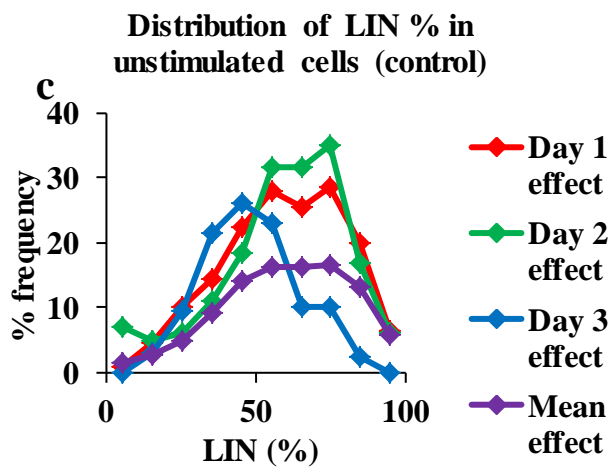 Distribution of LIN % in
unstimulated cells (control)
c
40
30
20
10
0
% frequency
0
50
100
LIN (%)
Day 1
effect
Day 2
effect
Day 3
effect
Mean
effect